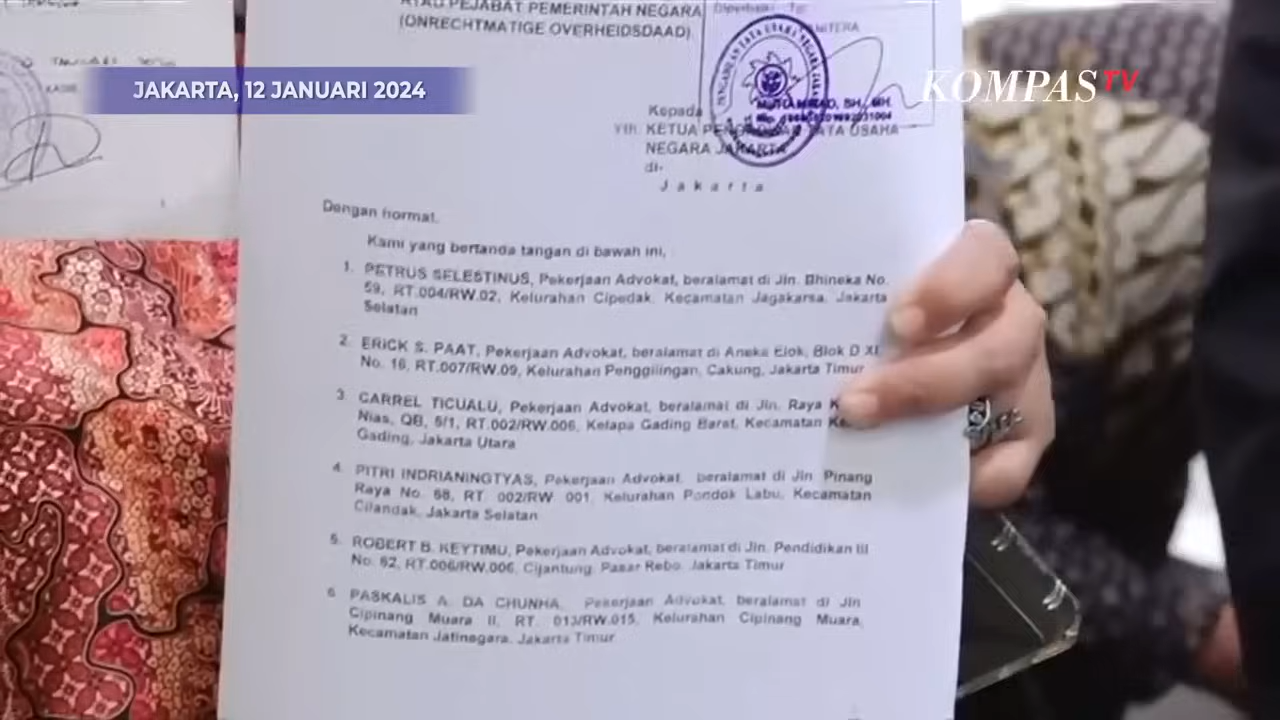 ATAU PEJABAT PEMERINTAH NEGARA
(ONRECHTMATIGE OVERHEIDSDAAD)
JAKARTA, 12 JANUARI 2024
KOMPAS TV
Kepada
Yth. KETUA PENGADILAN TATA USAHA
NEGARA JAKARTA
di-
Jakarta
Dengan hormat,
Kami yang bertanda tangan di bawah ini,
1. PETRUS SELESTINUS, Pekerjaan Advokat, beralamat di Jln. Bhineka No.
59, RT.004/RW.02, Kelurahan Cipedak, Kecamatan Jagakarsa, Jakarta
Selatan
2. ERICK S. PAAT, Pekerjaan Advokat, beralamat di Aneka Elok, Blok D XI
No. 16, RT.007/RW.09, Kelurahan Penggilingan, Cakung, Jakarta Timur
3. CARREL TICUALU, Pekerjaan Advokat, beralamat di Jln. Raya
Nias, QB, 5/1, RT.002/RW.006, Kelapa Gading Barat, Kecamatan
Gading, Jakarta Utara
4. PITRI INDRIANINGTYAS, Pekerjaan Advokat, beralamat di Jln Pinang
Raya No. 68, RT. 002/RW 001, Kelurahan Pondok Labu, Kecamatan
Cilandak, Jakarta Selatan
5. ROBERT B. KEYTIMU, Pekerjaan Advokat, beralamat di Jln. Pendidikan III
No. 62, RT.006/RW.006, Cijantung, Pasar Rebo, Jakarta Timur
6. PASKALIS A. DA CHUNHA, Pekerjaan Advokat, beralamat di Jln
Cipinang Muara II, RT. 013/RW.015, Kelurahan Cipinang Muara,
Kecamatan Jatinegara, Jakarta Timur